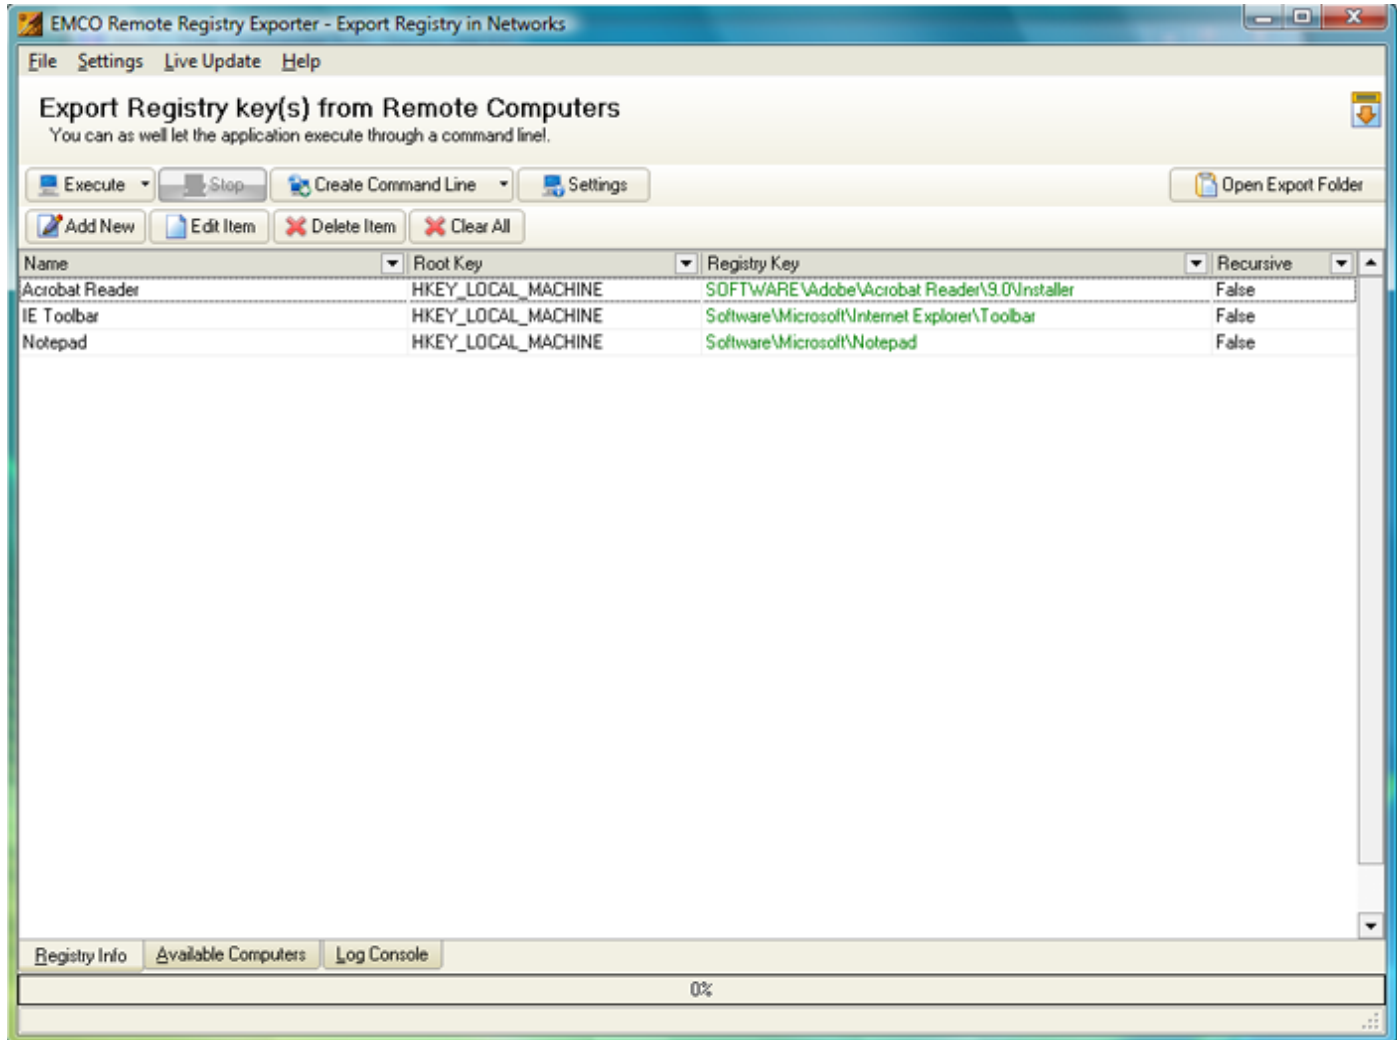 EMCO Remote Registry Exporter - Export Registry in Networks
File Settings Live Update Help
Export Registry key(s) from Remote Computers
You can as well let the application execute through a command line!.
Execute Stop Create Command Line Settings Open Export Folder
Add New Edit Item Delete Item Clear All
Name Root Key Registry Key Recursive
Acrobat Reader HKEY_LOCAL_MACHINE SOFTWARE\Adobe\Acrobat Reader\9.0\Installer False
IE Toolbar HKEY_LOCAL_MACHINE Software\Microsoft\Internet Explorer\Toolbar False
Notepad HKEY_LOCAL_MACHINE Software\Microsoft\Notepad False
Registry Info Available Computers Log Console
0%